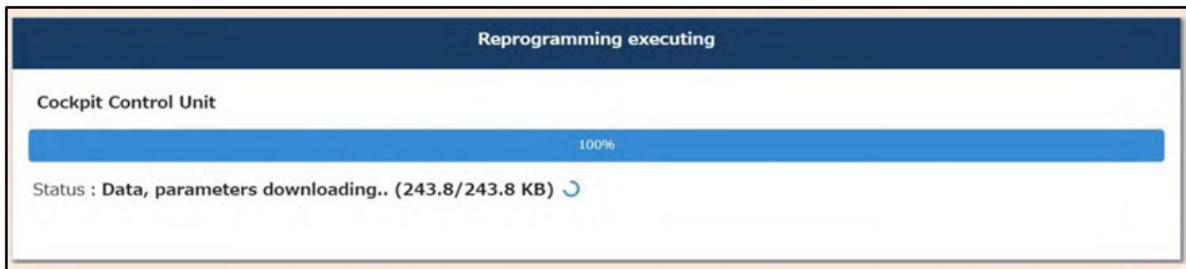 Reprogramming executing
Cockpit Control Unit
100%
Status : Data, parameters downloading.. (243.8/243.8 KB)